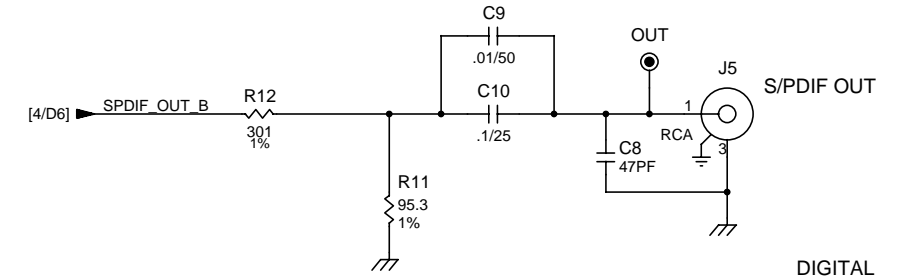 C9
.01/50
OUT
J5
S/PDIF OUT
[4/D6]
SPDIF_OUT_B
R12
301
1%
C10
.1/25
1
RCA
3
C8
47PF
R11
95.3
1%
DIGITAL